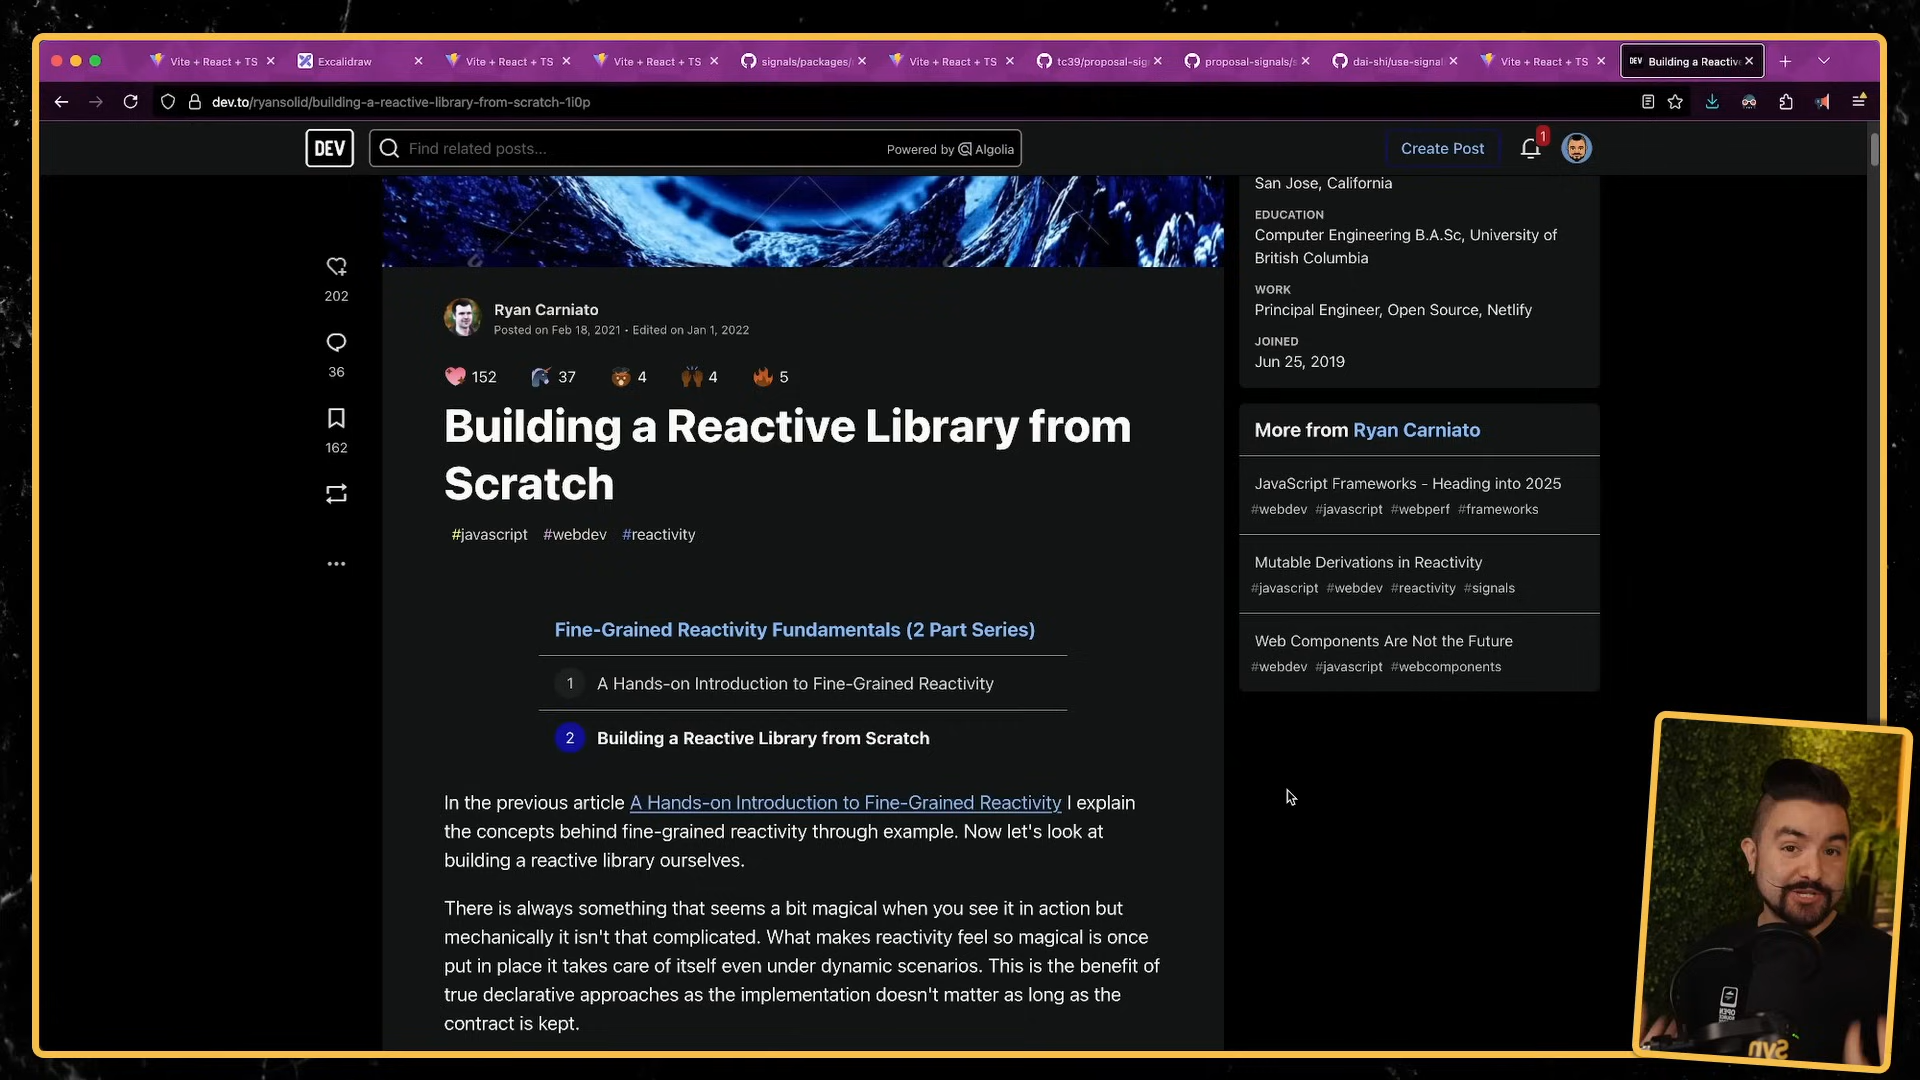 Vite + React + TS
Excalidraw
Vite + React + TS
Vite + React + TS
signals/packages/
Vite + React + TS
tc39/proposal-sig
proposal-signals/s
dai-shi/use-signal
Vite + React + TS
DEV Building a Reactiv
dev.to/ryansolid/building-a-reactive-library-from-scratch-1i0p
DEV
Find related posts...
Powered by Algolia
Create Post
1
San Jose, California
EDUCATION
Computer Engineering B.A.Sc, University of
British Columbia
WORK
Principal Engineer, Open Source, Netlify
JOINED
Jun 25, 2019
202
36
162
Ryan Carniato
Posted on Feb 18, 2021 • Edited on Jan 1, 2022
152 37 4 4 5
Building a Reactive Library from
Scratch
#javascript #webdev #reactivity
Fine-Grained Reactivity Fundamentals (2 Part Series)
1 A Hands-on Introduction to Fine-Grained Reactivity
2 Building a Reactive Library from Scratch
In the previous article A Hands-on Introduction to Fine-Grained Reactivity I explain
the concepts behind fine-grained reactivity through example. Now let's look at
building a reactive library ourselves.
There is always something that seems a bit magical when you see it in action but
mechanically it isn't that complicated. What makes reactivity feel so magical is once
put in place it takes care of itself even under dynamic scenarios. This is the benefit of
true declarative approaches as the implementation doesn't matter as long as the
contract is kept.
More from Ryan Carniato
JavaScript Frameworks - Heading into 2025
#webdev #javascript #webperf #frameworks
Mutable Derivations in Reactivity
#javascript #webdev #reactivity #signals
Web Components Are Not the Future
#webdev #javascript #webcomponents